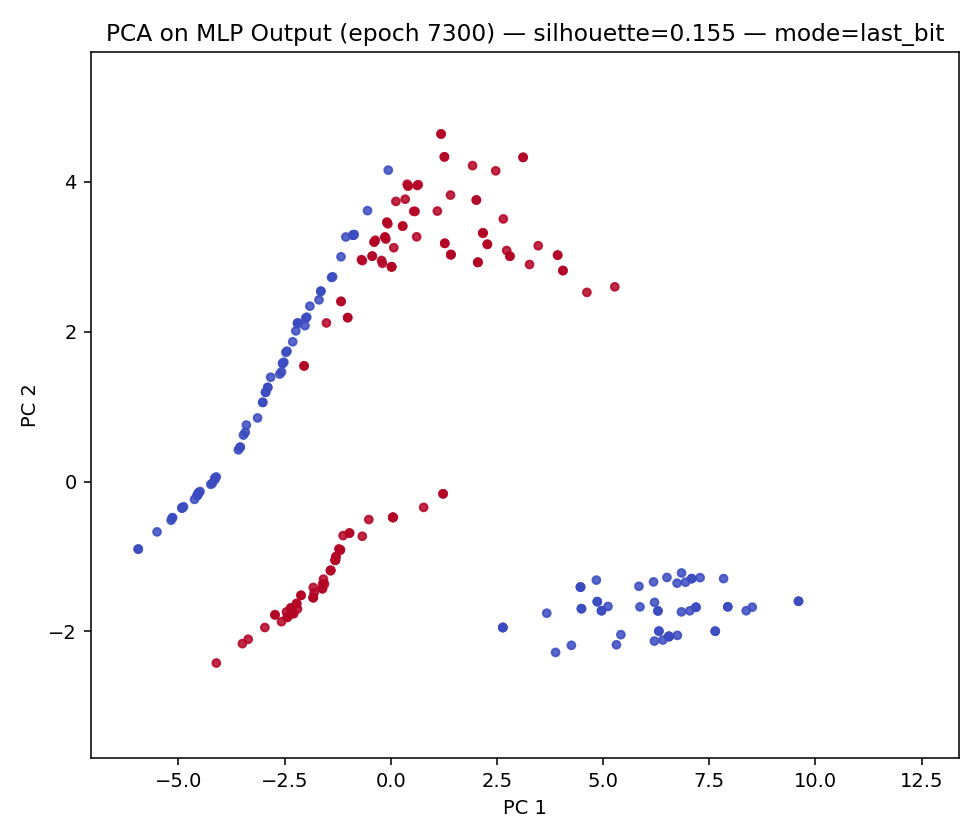 PCA on MLP Output (epoch 7300) — silhouette=0.155 — mode=last_bit
4
2
0
−2
PC 2
−5.0 −2.5 0.0 2.5 5.0 7.5 10.0 12.5
PC 1